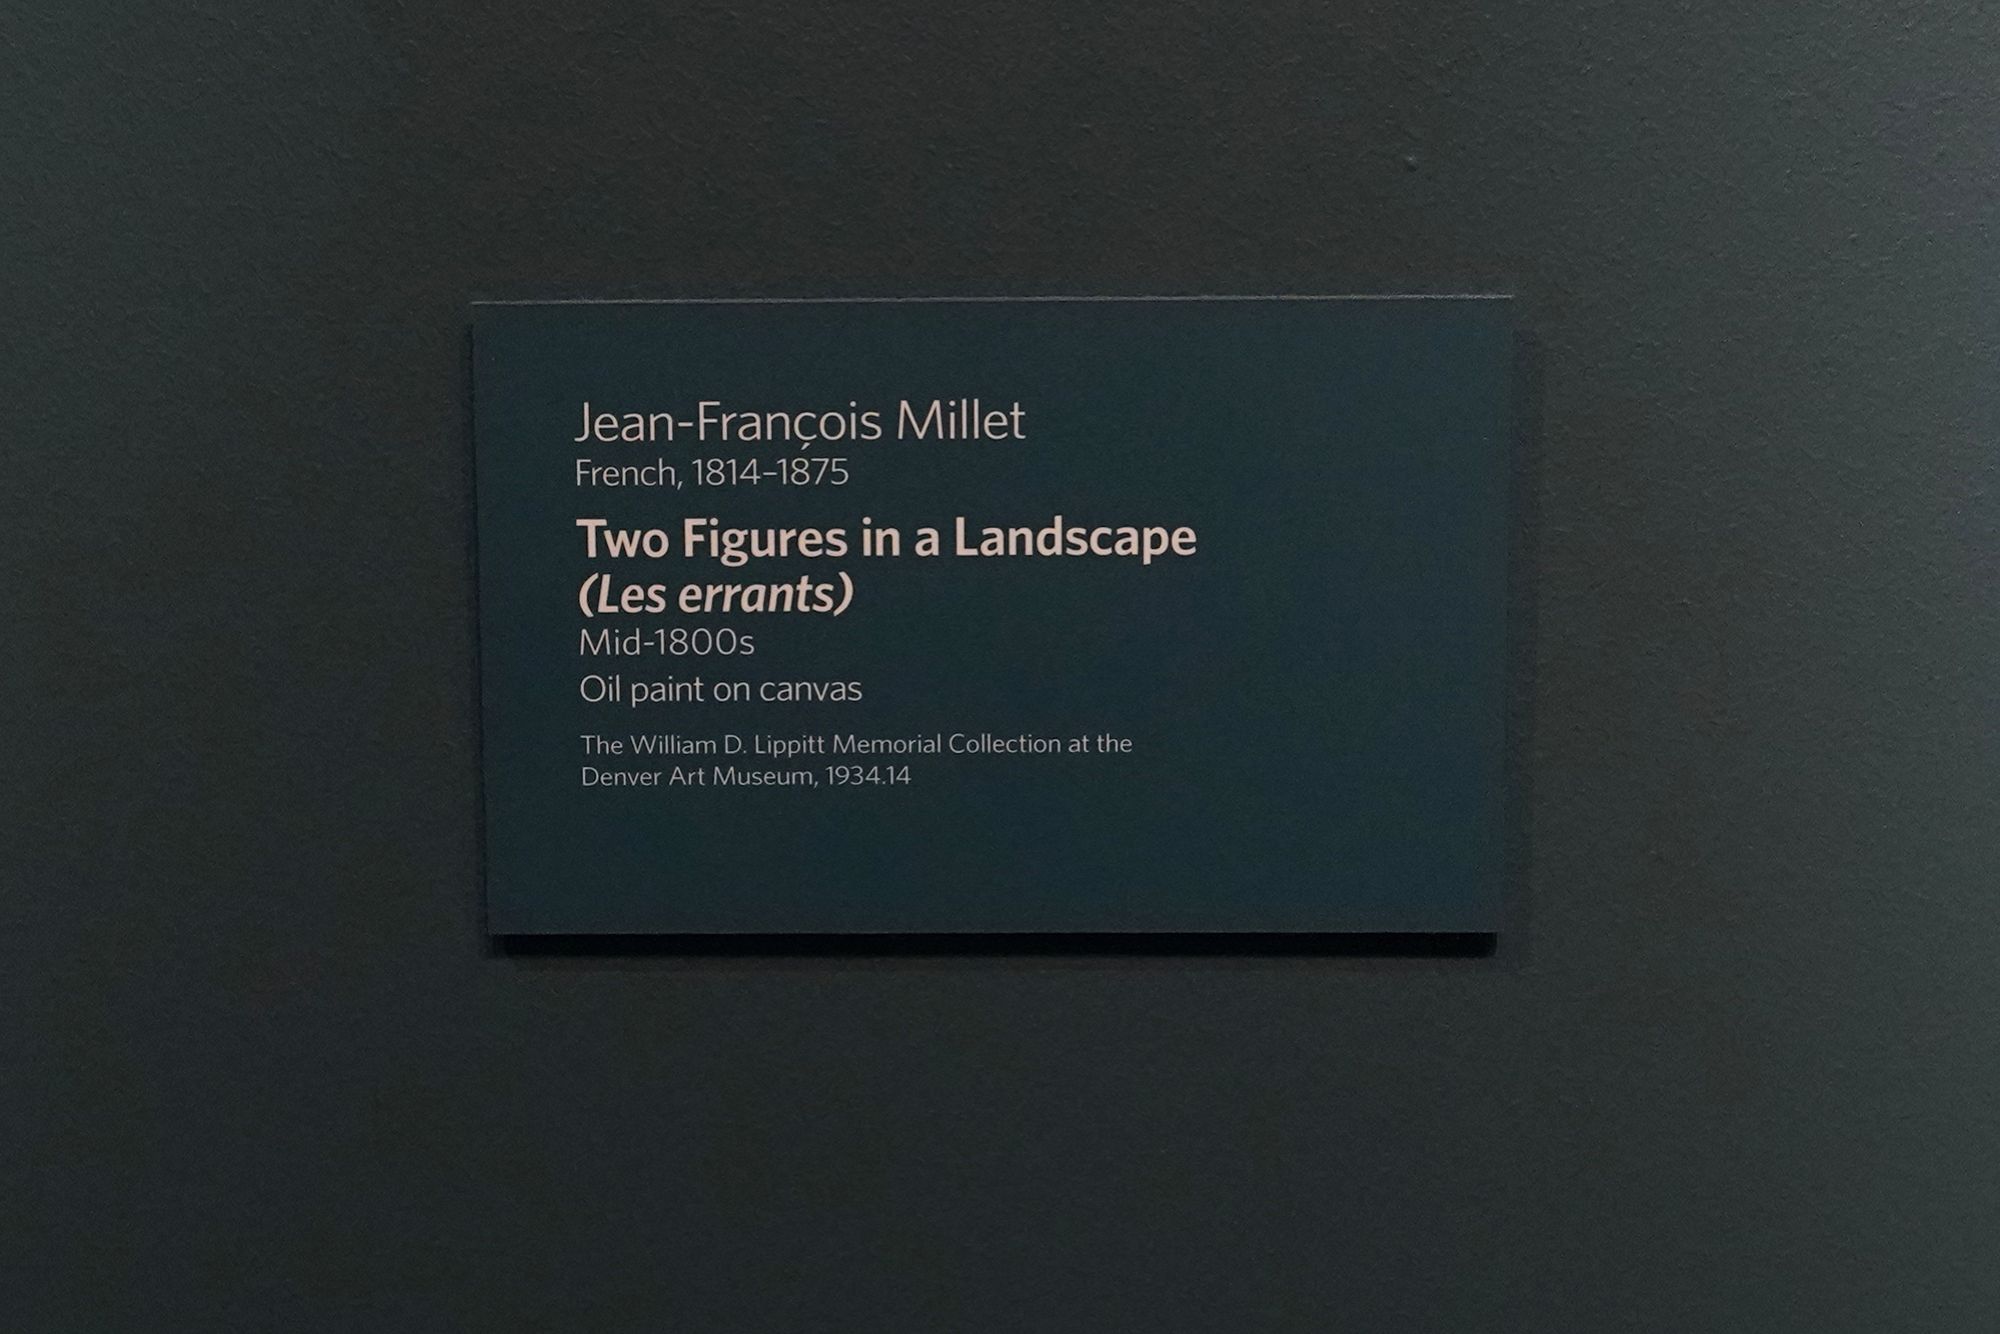 Jean-François Millet
French, 1814–1875
Two Figures in a Landscape
(Les errants)
Mid-1800s
Oil paint on canvas
The William D. Lippitt Memorial Collection at the
Denver Art Museum, 1934.14